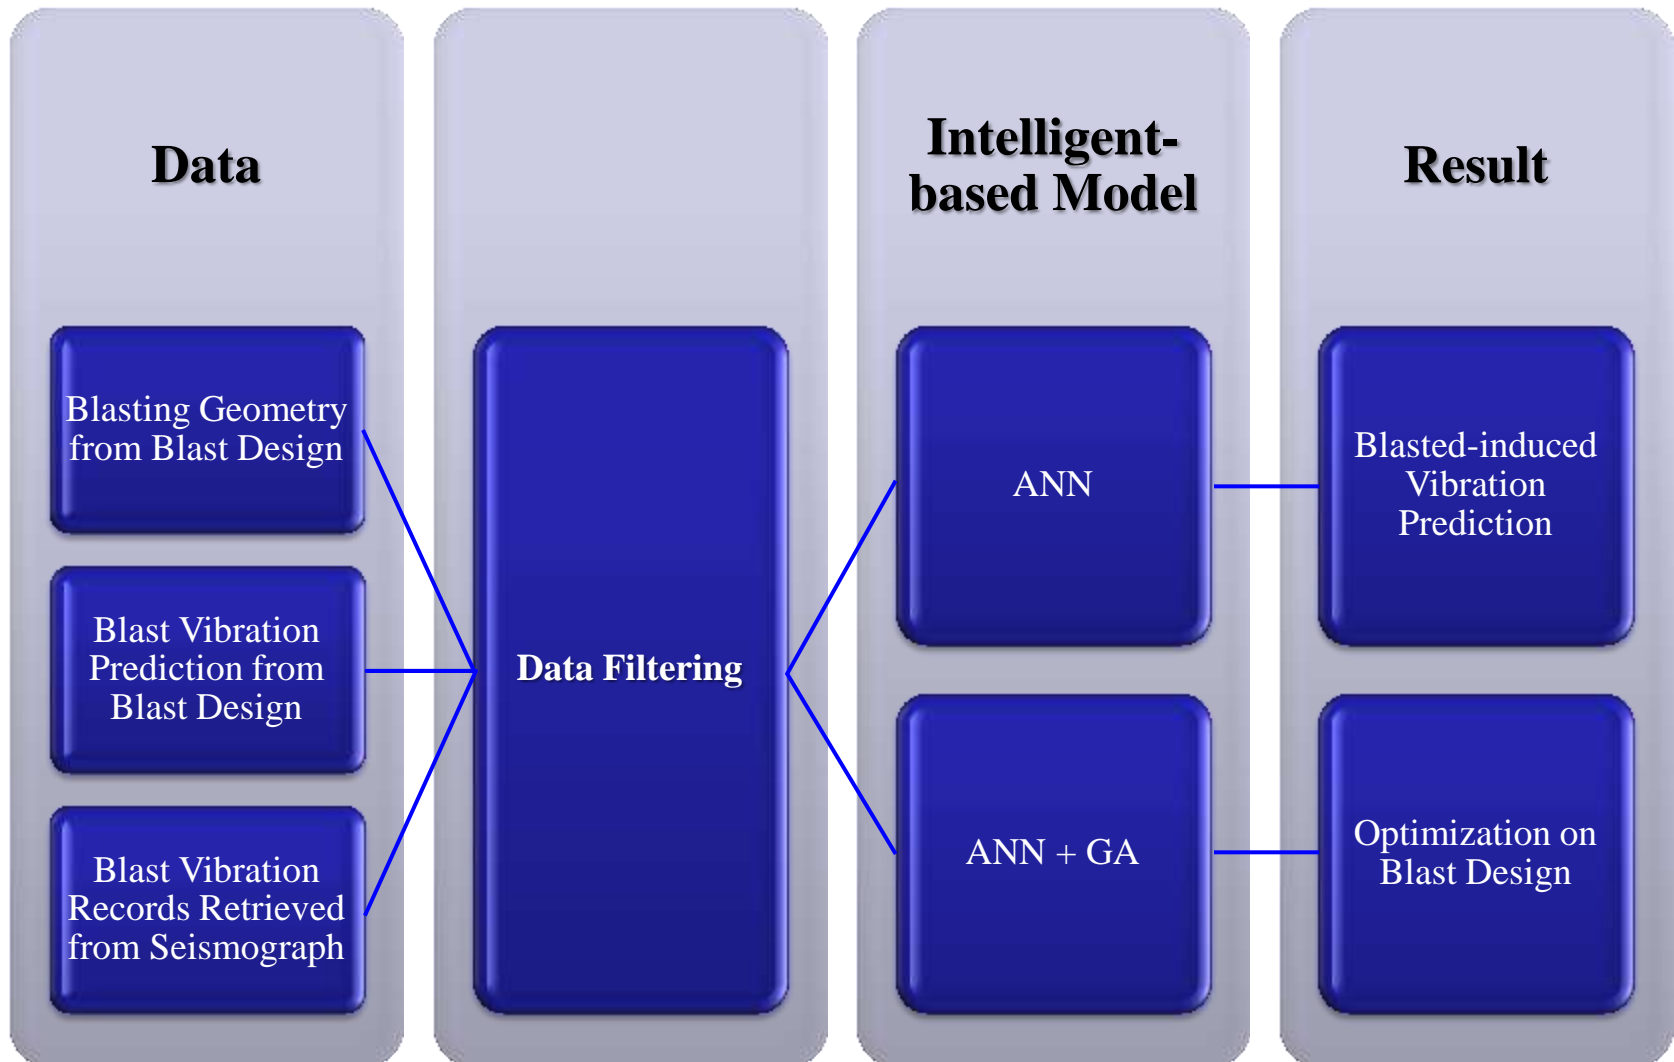 Data
Blasting Geometry
from Blast Design
Blast Vibration
Prediction from
Blast Design
Blast Vibration
Records Retrieved
from Seismograph
Data Filtering
Intelligent-
based Model
ANN
ANN + GA
Result
Blasted-induced
Vibration
Prediction
Optimization on
Blast Design